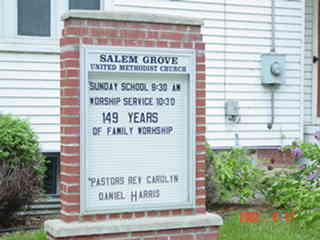 SALEM GROVE
UNITED METHODIST CHURCH
SUNDAY SCHOOL 9:30 AM
WORSHIP SERVICE 10:30
149 YEARS
OF FAMILY WORHSHIP
"PASTORS REV CAROLYN
DANIEL HARRIS